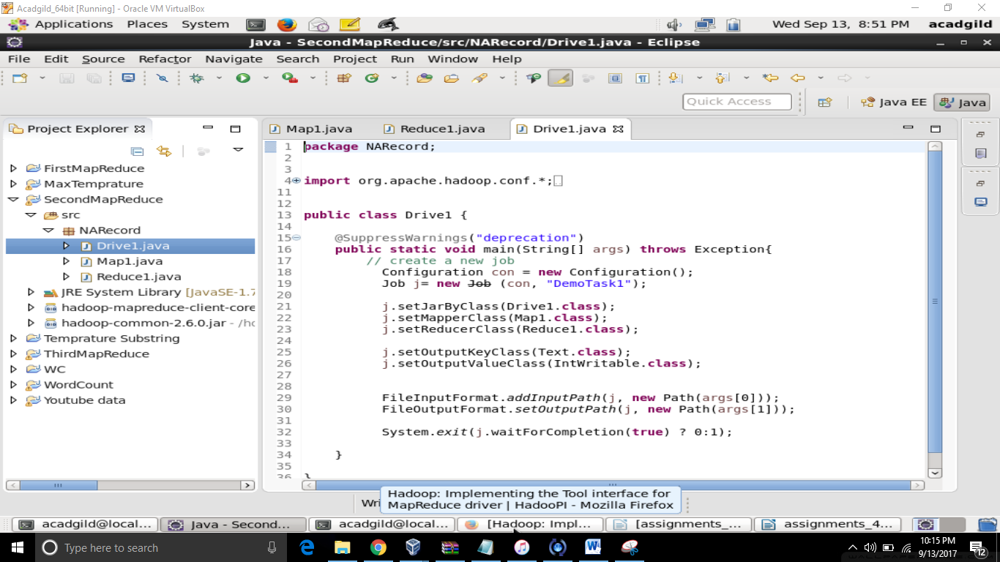 Acadgild_64bit [Running] - Oracle VM VirtualBox
Applications Places System Wed Sep 13, 8:51 PM acadgild
Java - SecondMapReduce/src/NARecord/Drive1.java - Eclipse
File Edit Source Refactor Navigate Search Project Run Window Help
Quick Access Java EE Java
Project Explorer
FirstMapReduce
MaxTemprature
SecondMapReduce
src
NARecord
Drive1.java
Map1.java
Reduce1.java
JRE System Library [JavaSE-1.7
hadoop-mapreduce-client-core
hadoop-common-2.6.0.jar - /hc
Temprature Substring
ThirdMapReduce
WC
WordCount
Youtube data
Map1.java Reduce1.java Drive1.java
1 package NARecord;
2
3
4 import org.apache.hadoop.conf.*;
11
12
13 public class Drive1 {
14
15 @SuppressWarnings("deprecation")
16 public static void main(String[] args) throws Exception{
17 // create a new job
18 Configuration con = new Configuration();
19 Job j= new Job (con, "DemoTask1");
20
21 j.setJarByClass(Drive1.class);
22 j.setMapperClass(Map1.class);
23 j.setReducerClass(Reduce1.class);
24
25 j.setOutputKeyClass(Text.class);
26 j.setOutputValueClass(IntWritable.class);
27
28
29 FileInputFormat.addInputPath(j, new Path(args[0]));
30 FileOutputFormat.setOutputPath(j, new Path(args[1]));
31
32 System.exit(j.waitForCompletion(true) ? 0:1);
33
34 }
35
36 }
Wri
Hadoop: Implementing the Tool interface for
MapReduce driver | HadooPI - Mozilla Firefox
acadgild@local... Java - Second... acadgild@local... [Hadoop: Impl... [assignments_... assignments_4...
Type here to search
10:15 PM
9/13/2017
12